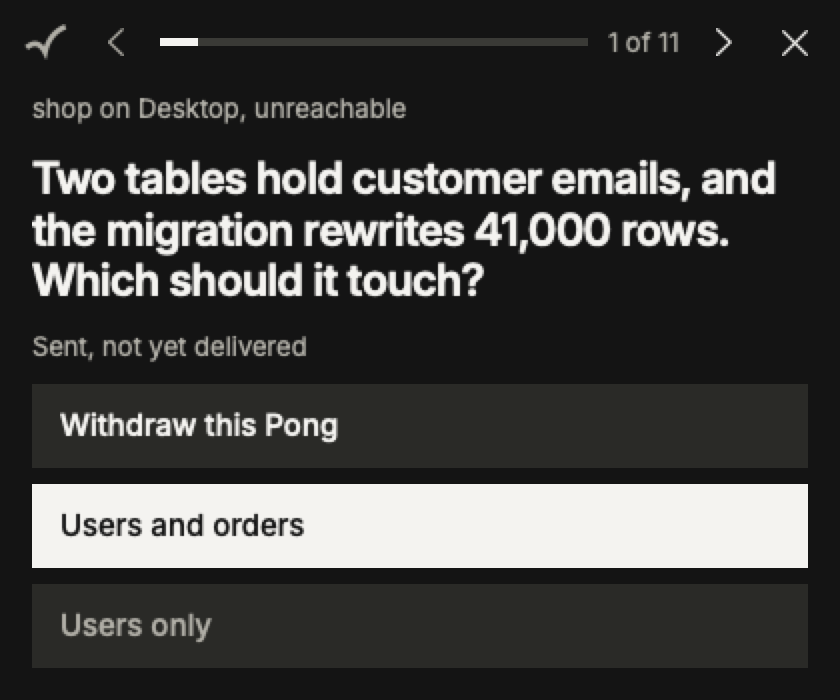 1 of 11
shop on Desktop, unreachable
Two tables hold customer emails, and
the migration rewrites 41,000 rows.
Which should it touch?
Sent, not yet delivered
Withdraw this Pong
Users and orders
Users only